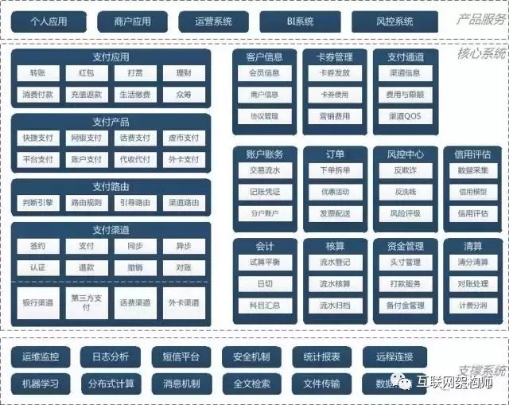 个人应用 商户应用 运营系统 BI系统 风控系统 产品服务
核心系统
支付应用
转账 红包 打赏 理财
消费付款 充值退款 生活缴费 众筹
支付产品
快捷支付 网银支付 话费支付 虚币支付
平台支付 账户支付 代收代付 外卡支付
支付路由
判断引擎 路由规则 引导路由 渠道路由
支付渠道
签约 支付 同步 异步
认证 退款 撤销 对账
银行渠道 第三方支付 话费渠道 外卡渠道
客户信息
会员信息
商户信息
协议管理
卡券管理
卡券发放
卡券使用
营销费用
支付通道
渠道信息
费用与限额
渠道QOS
账户账务
交易流水
记账凭证
分户账户
订单
下单拆单
优惠活动
发票配送
风控中心
反欺诈
反洗钱
风险评级
信用评估
数据采集
信用模型
信用评估
会计
试算平衡
日切
科目汇总
核算
流水登记
流水核算
流水归档
资金管理
头寸管理
打款服务
备付金管理
清算
清分清算
对账处理
计费分润
运维监控 日志分析 短信平台 安全机制 统计报表 远程连接
支撑系统
机器学习 分布式计算 消息机制 全文检索 文件传输 数据
互联网架构师